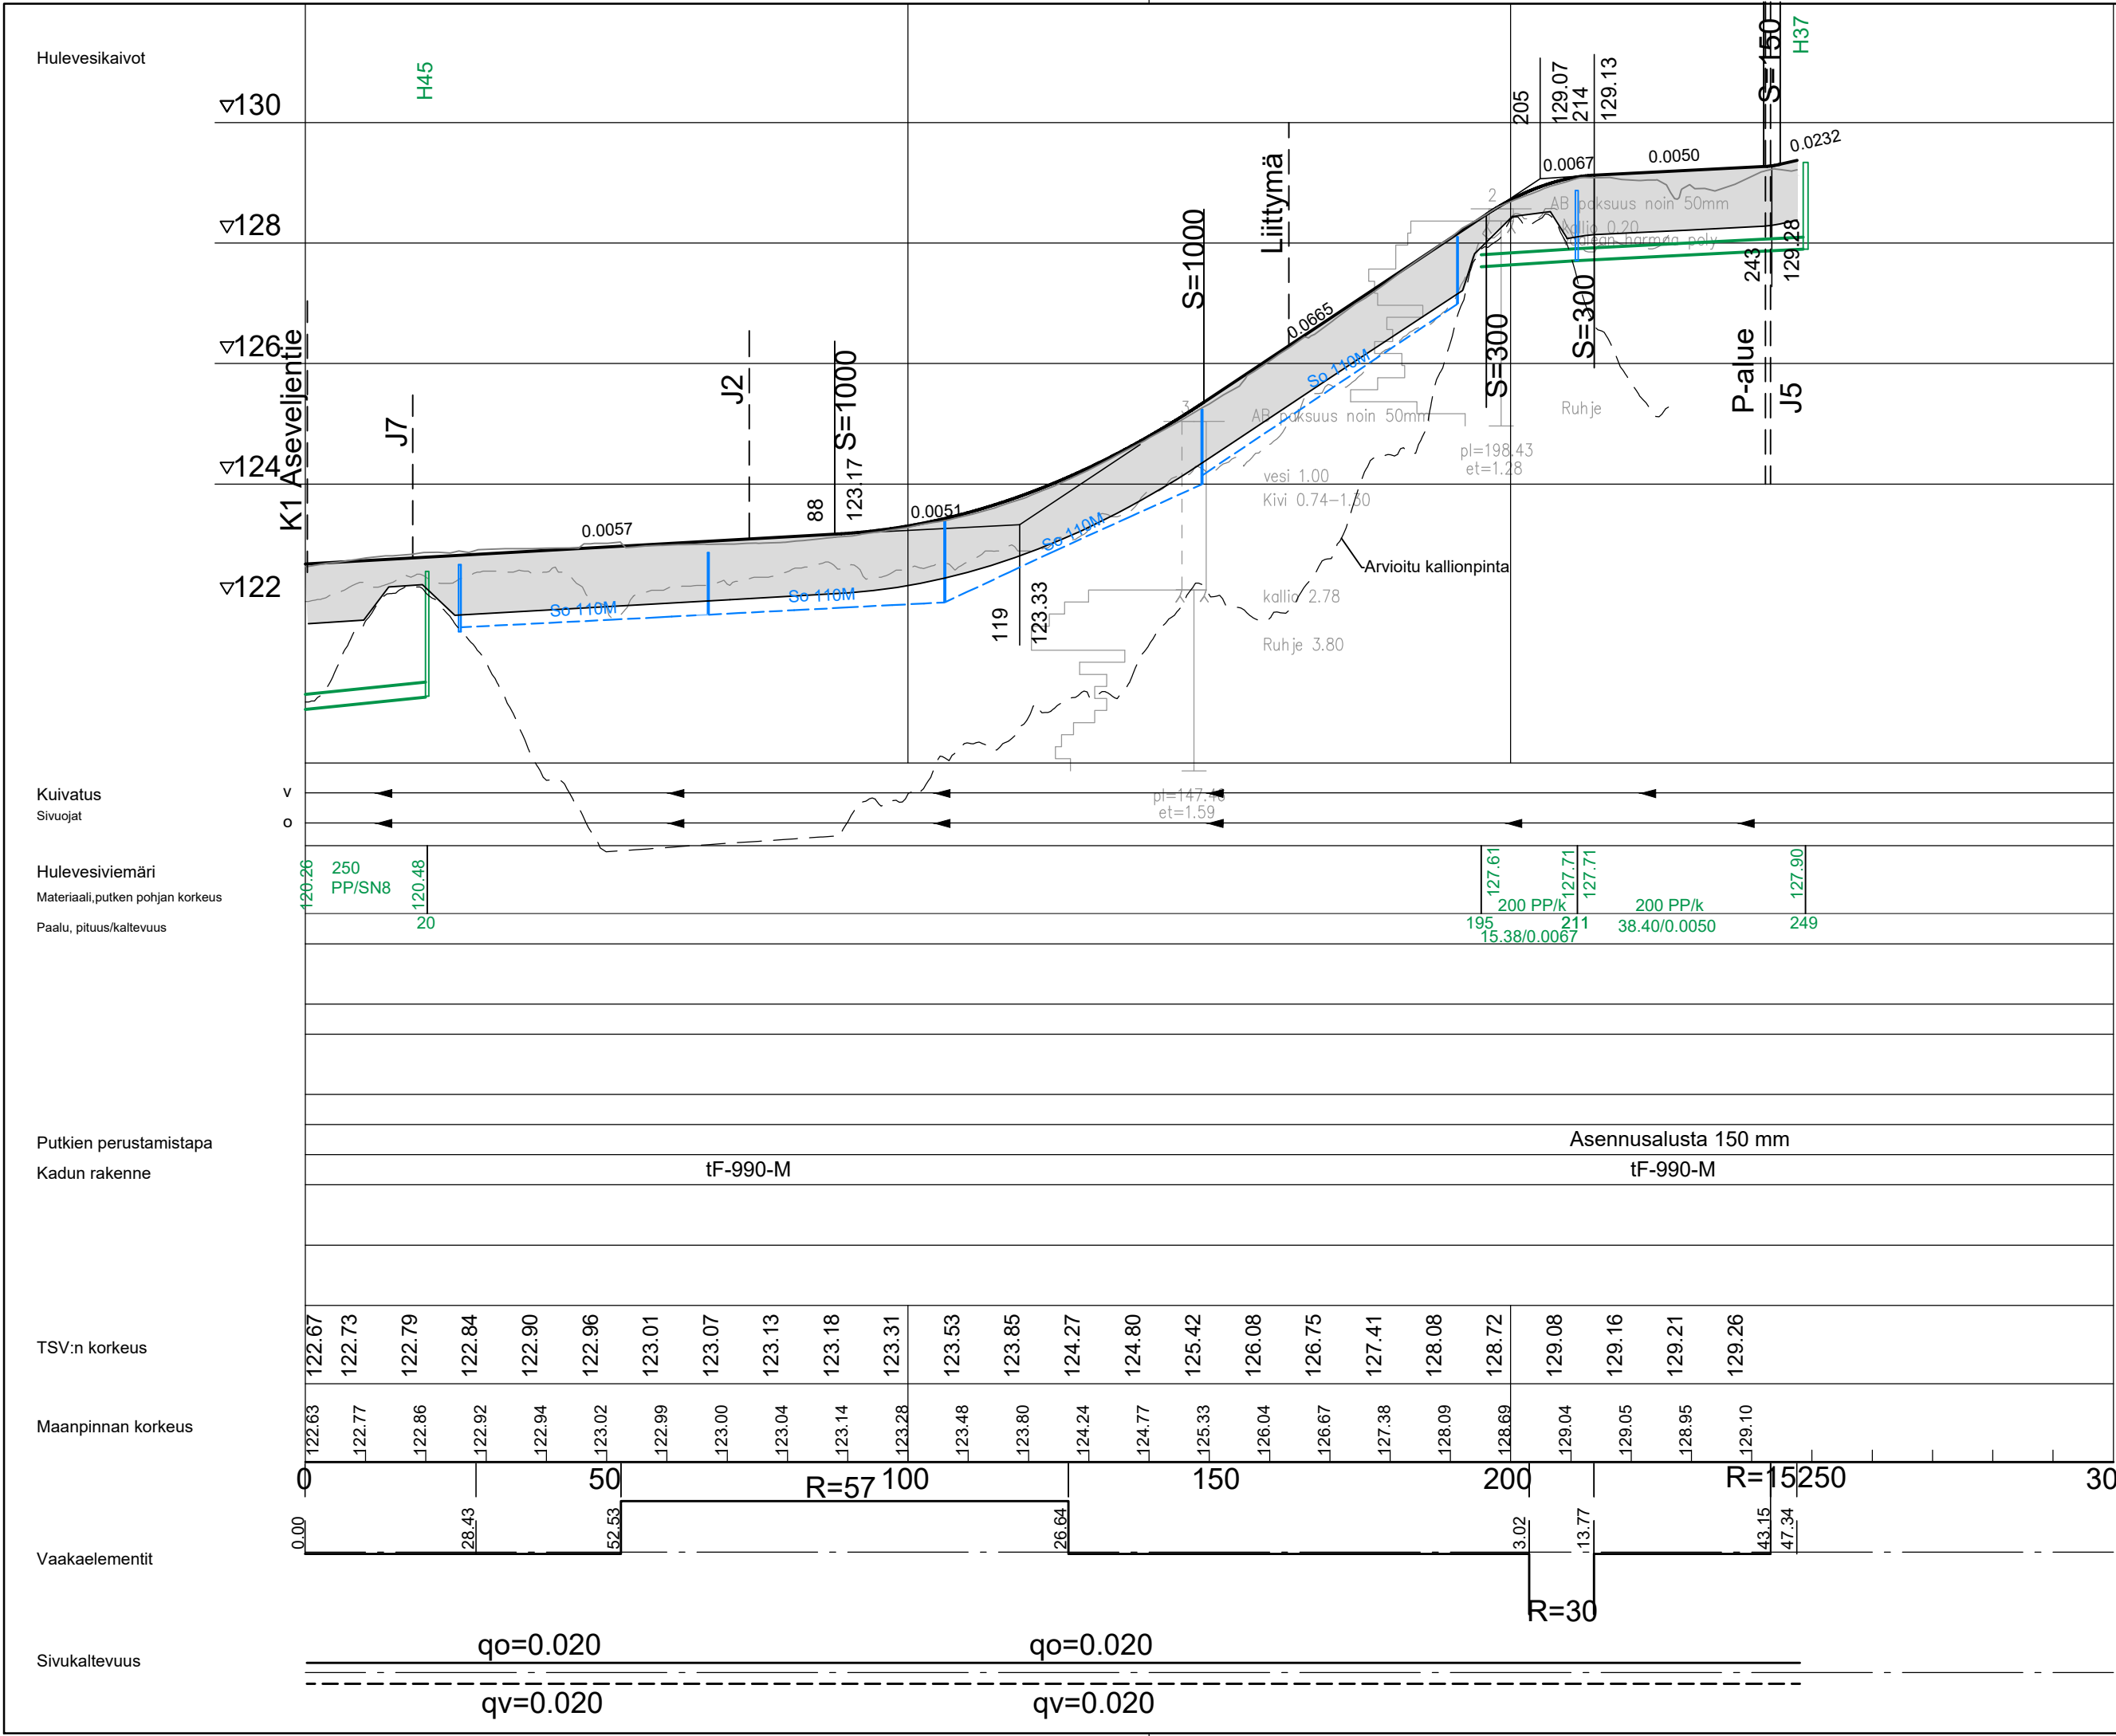 Hulevesikaivot
H45
H37
S=150
▽130
▽128
▽126
▽124
▽122
205
129.07
214
129.13
0.0067
0.0050
0.0232
2
AB paksuus noin 50mm
Kallio 0.20
Liittymä
S=1000
0.0665
So 110M
S=300
S=300
243
129.28
P-alue
J5
Ruhje
K1 Aseveljentie
J7
J2
S=1000
88
123.17
0.0057
0.0051
3
AB paksuus noin 50mm
pl=198.43
et=1.28
vesi 1.00
Kivi 0.74-1.30
So 110M
So 110M
So 110M
Arvioitu kallionpinta
kallio 2.78
119
123.33
Ruhje 3.80
Kuivatus
Sivuojat
v
o
et=1.59
Hulevesiviemäri
Materiaali,putken pohjan korkeus
120.26
250
PP/SN8
120.48
127.61
127.71
127.71
127.90
200 PP/k
200 PP/k
Paalu, pituus/kaltevuus
20
195
211
249
15.38/0.0067
38.40/0.0050
Putkien perustamistapa
Asennusalusta 150 mm
Kadun rakenne
tF-990-M
tF-990-M
TSV:n korkeus
122.67 122.73 122.79 122.84 122.90 122.96 123.01 123.07 123.13 123.18 123.31 123.53 123.85 124.27 124.80 125.42 126.08 126.75 127.41 128.08 128.72 129.08 129.16 129.21 129.26
Maanpinnan korkeus
122.63 122.77 122.86 122.92 122.94 123.02 122.99 123.00 123.04 123.14 123.28 123.48 123.80 124.24 124.77 125.33 126.04 126.67 127.38 128.09 128.69 129.04 129.05 128.95 129.10
0 50 100 150 200 250 30
R=57
R=15
Vaakaelementit
0.00 28.43 52.53 26.64 3.02 13.77 43.15 47.34
R=30
Sivukaltevuus
qo=0.020
qo=0.020
qv=0.020
qv=0.020